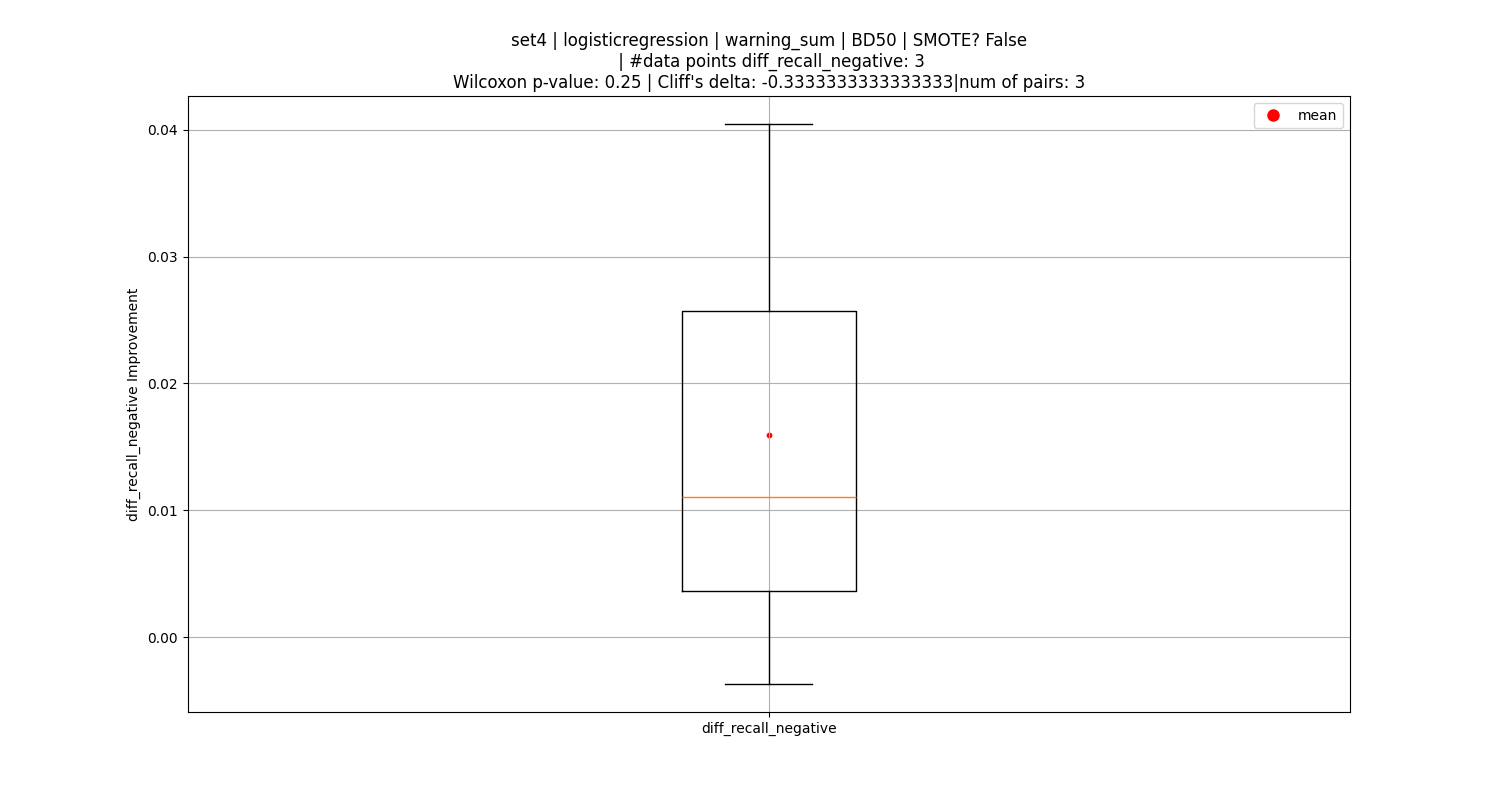 set4 | logisticregression | warning_sum | BD50 | SMOTE? False
| #data points diff_recall_negative: 3
Wilcoxon p-value: 0.25 | Cliff's delta: -0.3333333333333333|num of pairs: 3
mean
0.04
0.03
0.02
0.01
0.00
diff_recall_negative Improvement
diff_recall_negative